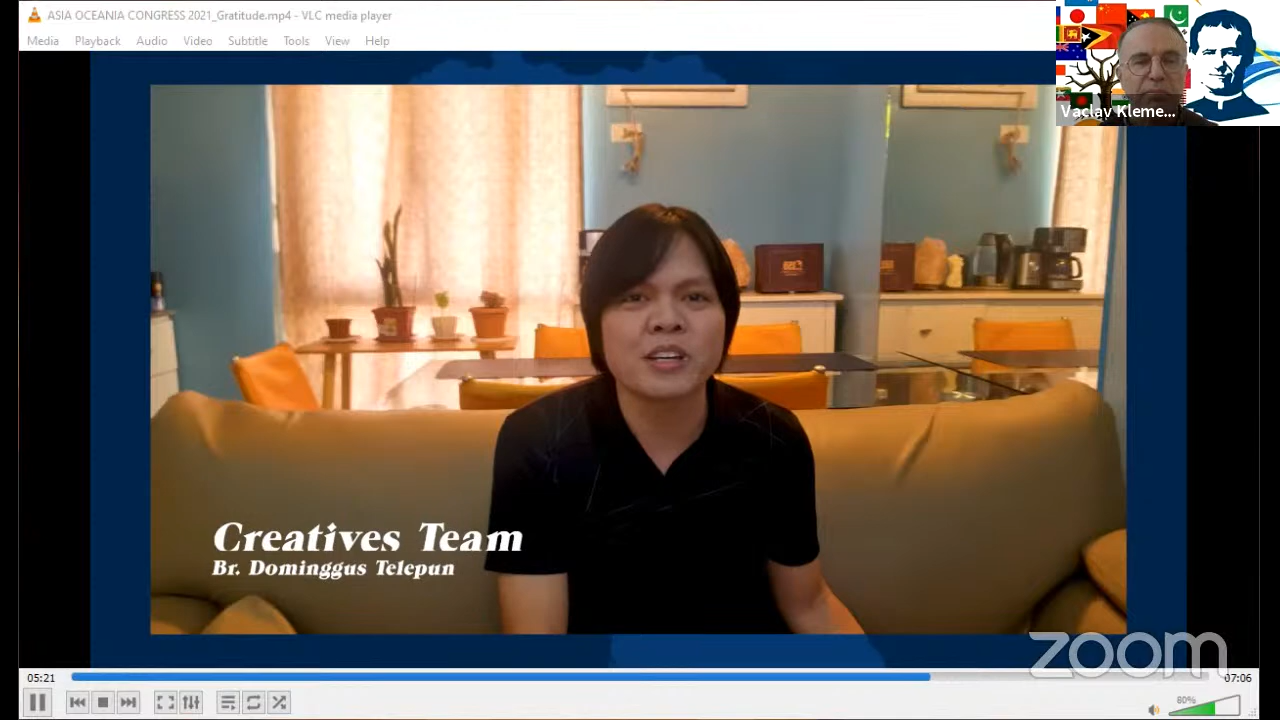 ASIA OCEANIA CONGRESS 2021_Gratitude.mp4 - VLC media player
Media Playback Audio Video Subtitle Tools View Help
Vaclav Kleme...
Creatives Team
Br. Dominggus Telepun
zoom
05:21
07:06
80%